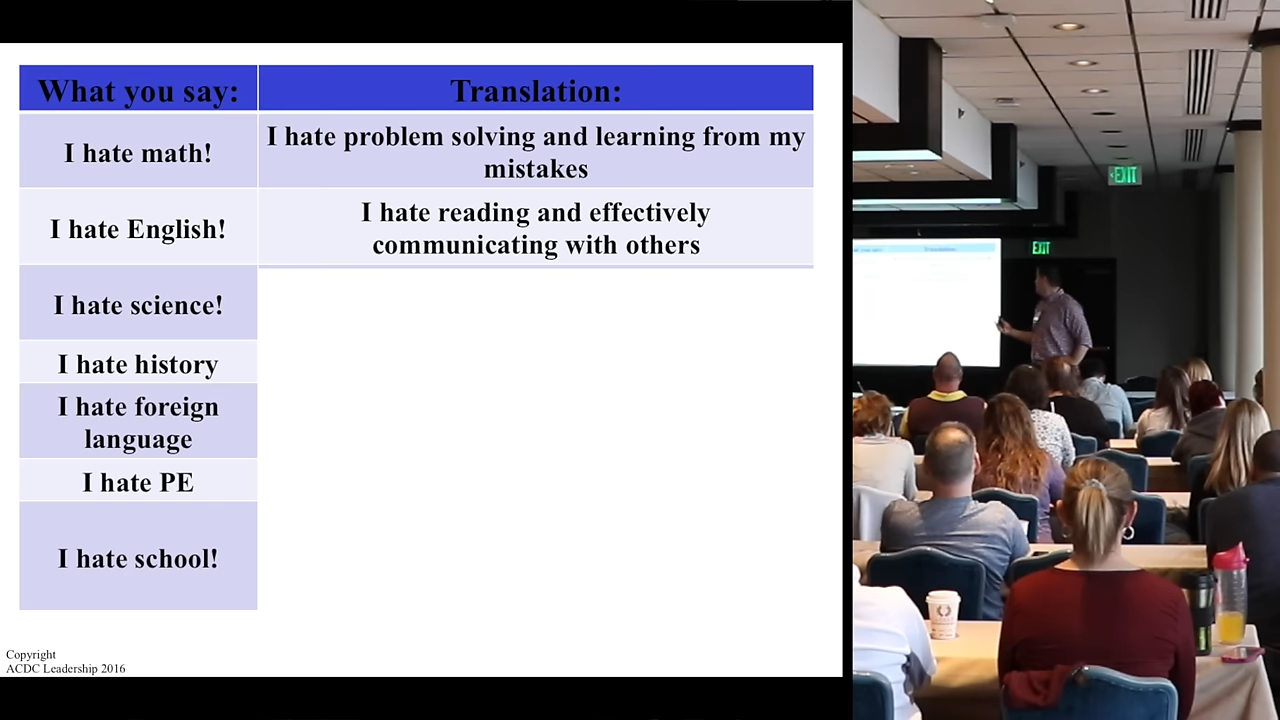 What you say:
Translation:
I hate math!
I hate problem solving and learning from my
mistakes
I hate English!
I hate reading and effectively
communicating with others
I hate science!
I hate history
I hate foreign
language
I hate PE
I hate school!
Copyright
ACDC Leadership 2016
EXIT
EXIT